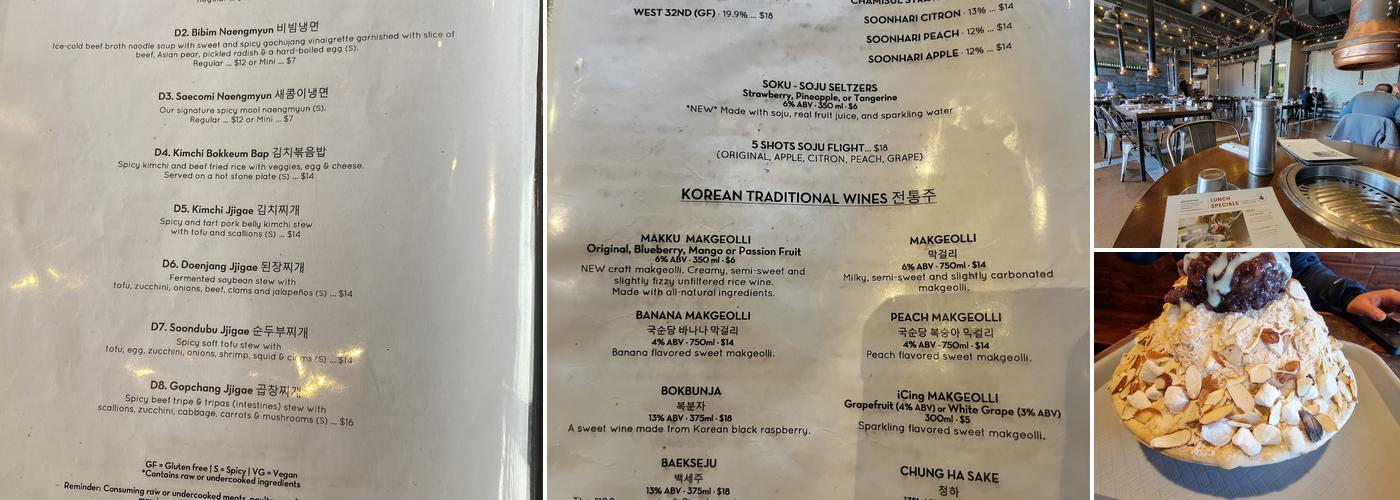 D2. Bibim Naengmyun 비빔냉면
Ice-cold beef broth noodle soup with sweet and spicy gochujang vinaigrette garnished with slice of
beef, Asian pear, pickled radish & a hard-boiled egg (S).
Regular ... $12 or Mini ... $7
D3. Saecomi Naengmyun 새콤이냉면
Our signature spicy mool naengmyun (S).
Regular ... $12 or Mini ... $7
D4. Kimchi Bokkeum Bap 김치볶음밥
Spicy kimchi and beef fried rice with veggies, egg & cheese.
Served on a hot stone plate (S) ... $14
D5. Kimchi Jjigae 김치찌개
Spicy and tart pork belly kimchi stew
with tofu and scallions (S) ... $14
D6. Doenjang Jjigae 된장찌개
Fermented soybean stew with
tofu, zucchini, onions, beef, clams and jalapeños (S) ... $14
D7. Soondubu Jjigae 순두부찌개
Spicy soft tofu stew with
tofu, egg, zucchini, onions, shrimp, squid & clams (S) ... $14
D8. Gopchang Jjigae 곱창찌개
Spicy beef tripe & tripas (intestines) stew with
scallions, zucchini, cabbage, carrots & mushrooms (S) ... $16
GF = Gluten free | S = Spicy | VG = Vegan
*Contains raw or undercooked ingredients
Reminder: Consuming raw or undercooked meats,
WEST 32ND (GF) · 19.9% ... $18
SOONHARI CITRON · 13% ... $14
SOONHARI PEACH · 12% ... $14
SOONHARI APPLE · 12% ... $14
SOKU - SOJU SELTZERS
Strawberry, Pineapple, or Tangerine
6% ABV · 350 ml · $6
*NEW* Made with soju, real fruit juice, and sparkling water
5 SHOTS SOJU FLIGHT... $18
(ORIGINAL, APPLE, CITRON, PEACH, GRAPE)
KOREAN TRADITIONAL WINES 전통주
MAKKU MAKGEOLLI
Original, Blueberry, Mango or Passion Fruit
6% ABV · 350 ml · $6
NEW craft makgeolli. Creamy, semi-sweet and
slightly fizzy unfiltered rice wine.
Made with all-natural ingredients.
MAKGEOLLI
막걸리
6% ABV · 750ml · $14
Milky, semi-sweet and slightly carbonated
makgeolli.
BANANA MAKGEOLLI
국순당 바나나 막걸리
4% ABV · 750ml · $14
Banana flavored sweet makgeolli.
PEACH MAKGEOLLI
국순당 복숭아 막걸리
4% ABV · 750ml · $14
Peach flavored sweet makgeolli.
BOKBUNJA
복분자
13% ABV · 375ml · $18
A sweet wine made from Korean black raspberry.
iCing MAKGEOLLI
Grapefruit (4% ABV) or White Grape (3% ABV)
300ml · $5
Sparkling flavored sweet makgeolli.
BAEKSEJU
백세주
13% ABV · 375ml · $18
CHUNG HA SAKE
청하
LUNCH
SPECIALS